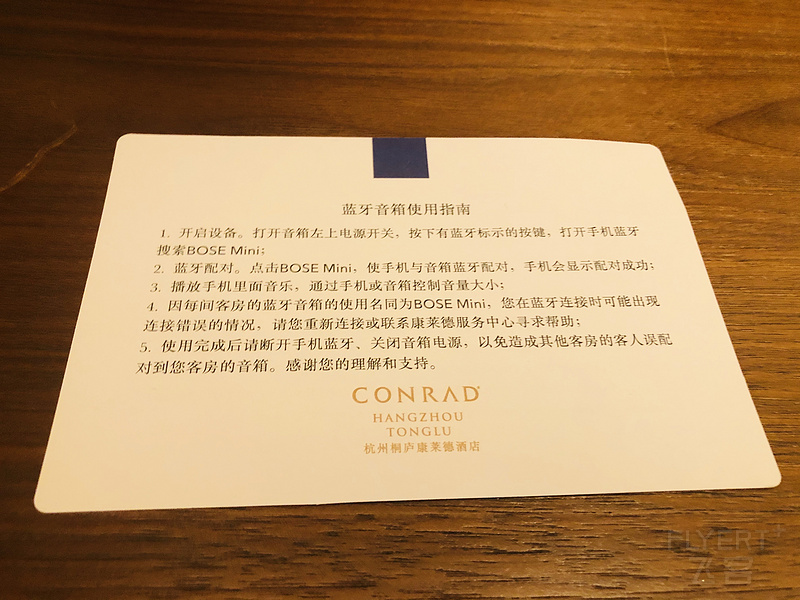 蓝牙音箱使用指南
1. 开启设备。打开音箱左上电源开关，按下有蓝牙标示的按键，打开手机蓝牙
搜索BOSE Mini；
2. 蓝牙配对。点击BOSE Mini，使手机与音箱蓝牙配对，手机会显示配对成功；
3. 播放手机里面音乐，通过手机或音箱控制音量大小；
4. 因每间客房的蓝牙音箱的使用名同为BOSE Mini，您在蓝牙连接时可能出现
连接错误的情况，请您重新连接或联系康莱德服务中心寻求帮助；
5. 使用完成后请断开手机蓝牙、关闭音箱电源，以免造成其他客房的客人误配
对到您客房的音箱。感谢您的理解和支持。
CONRAD®
HANGZHOU
TONGLU
杭州桐庐康莱德酒店
FLYERT